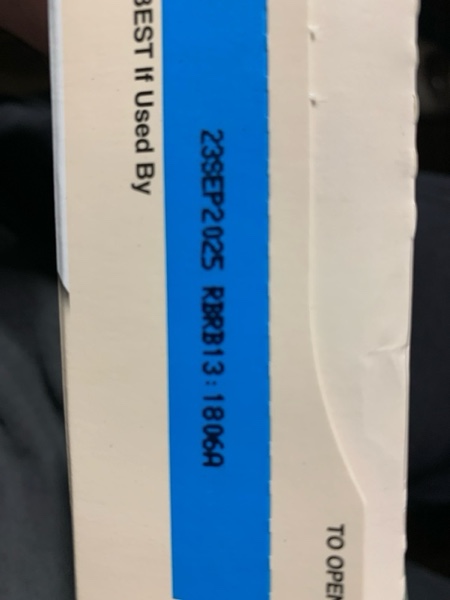 BEST If Used By
23SEP2025 RBRB13:1806A
TO OPEN